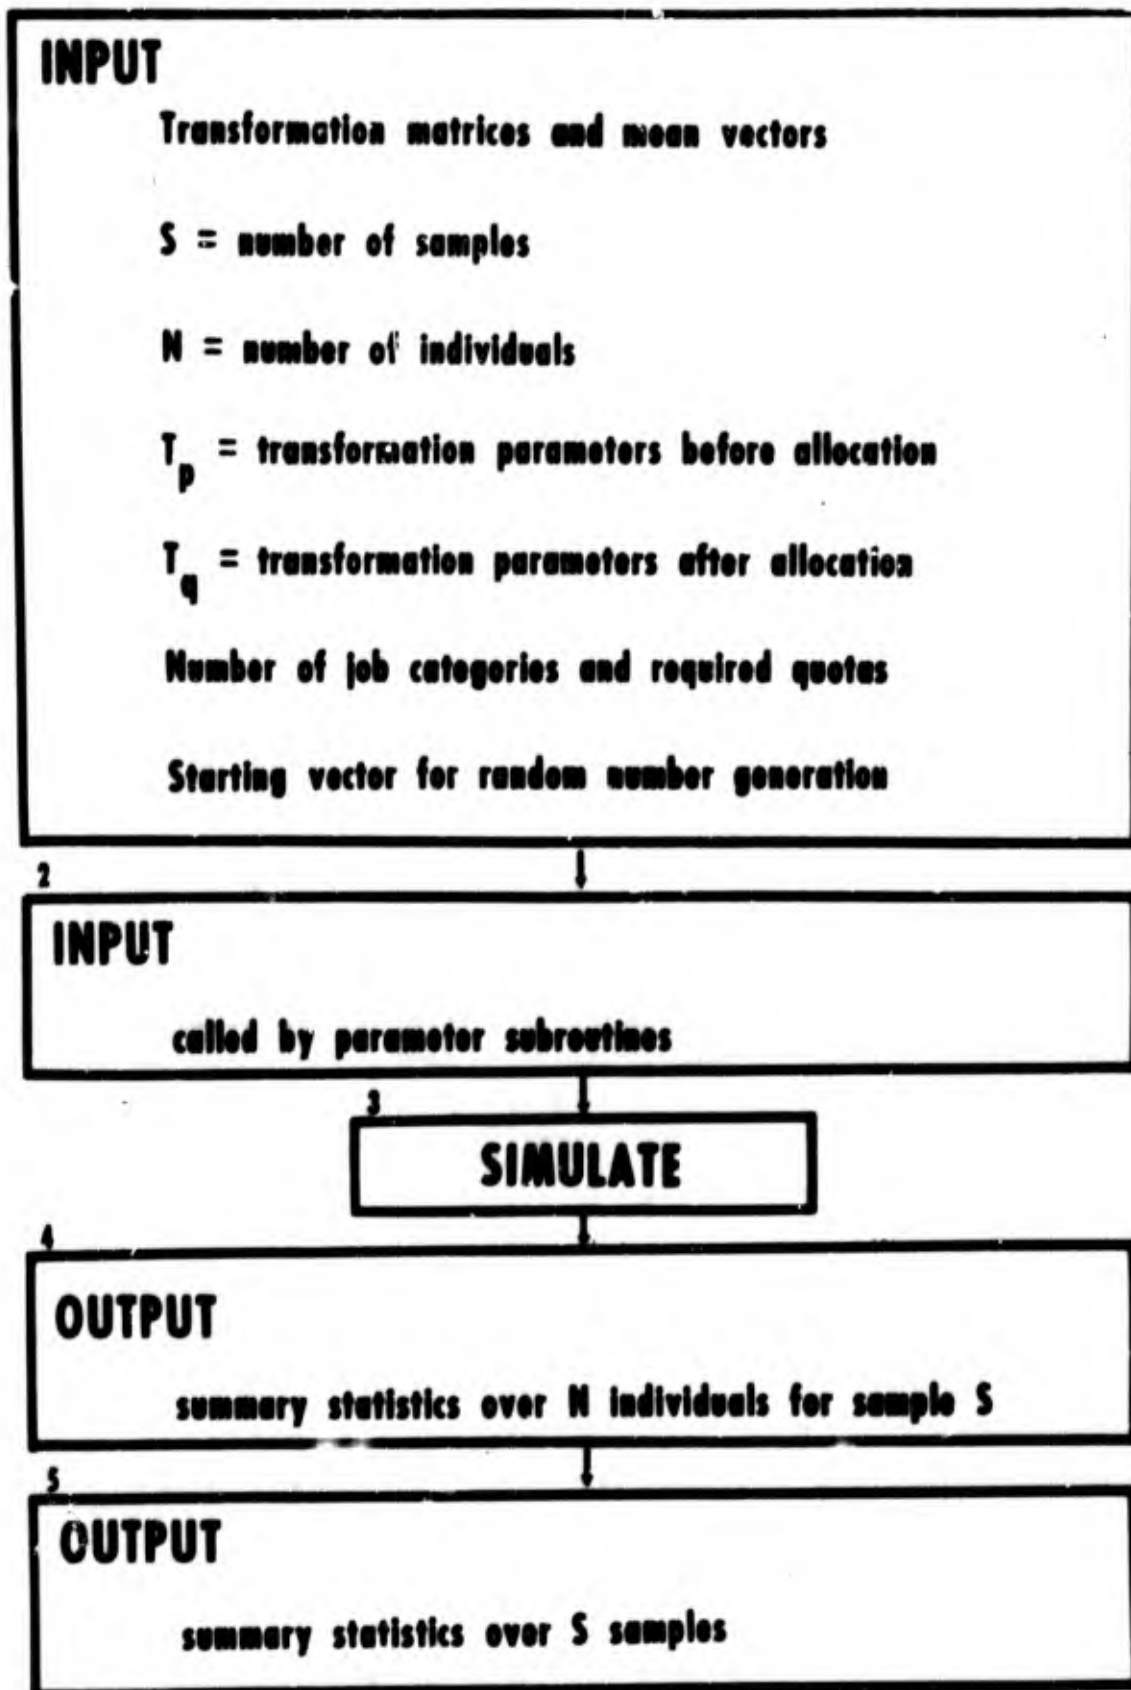 INPUT
Transformation matrices and mean vectors
S = number of samples
N = number of individuals
T_p = transformation parameters before allocation
T_q = transformation parameters after allocation
Number of job categories and required quotas
Starting vector for random number generation
2
INPUT
called by parameter subroutines
3
SIMULATE
4
OUTPUT
summary statistics over N individuals for sample S
5
OUTPUT
summary statistics over S samples